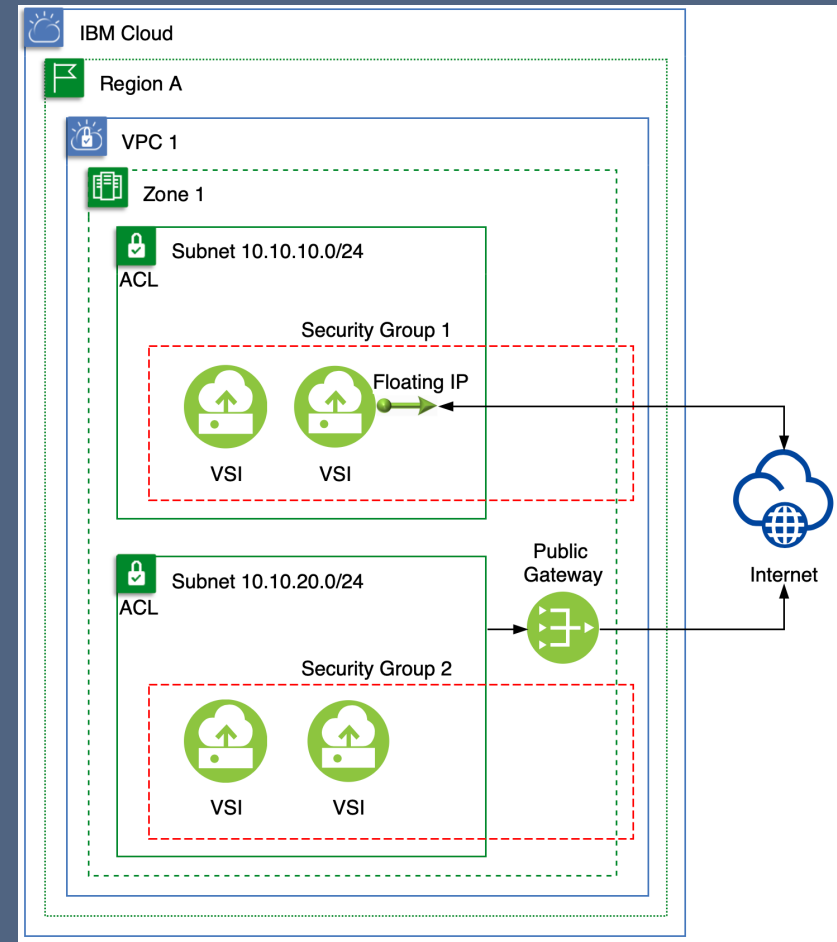 IBM Cloud
Region A
VPC 1
Zone 1
Subnet 10.10.10.0/24
ACL
Security Group 1
Floating IP
VSI
VSI
Internet
Public
Gateway
Subnet 10.10.20.0/24
ACL
Security Group 2
VSI
VSI